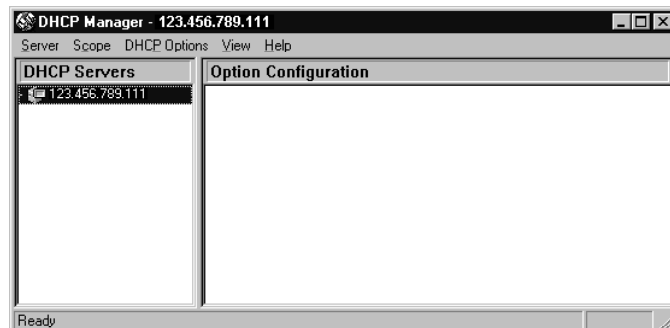 DHCP Manager - 123.456.789.111
Server Scope DHCP Options View Help
DHCP Servers
Option Configuration
123.456.789.111
Ready